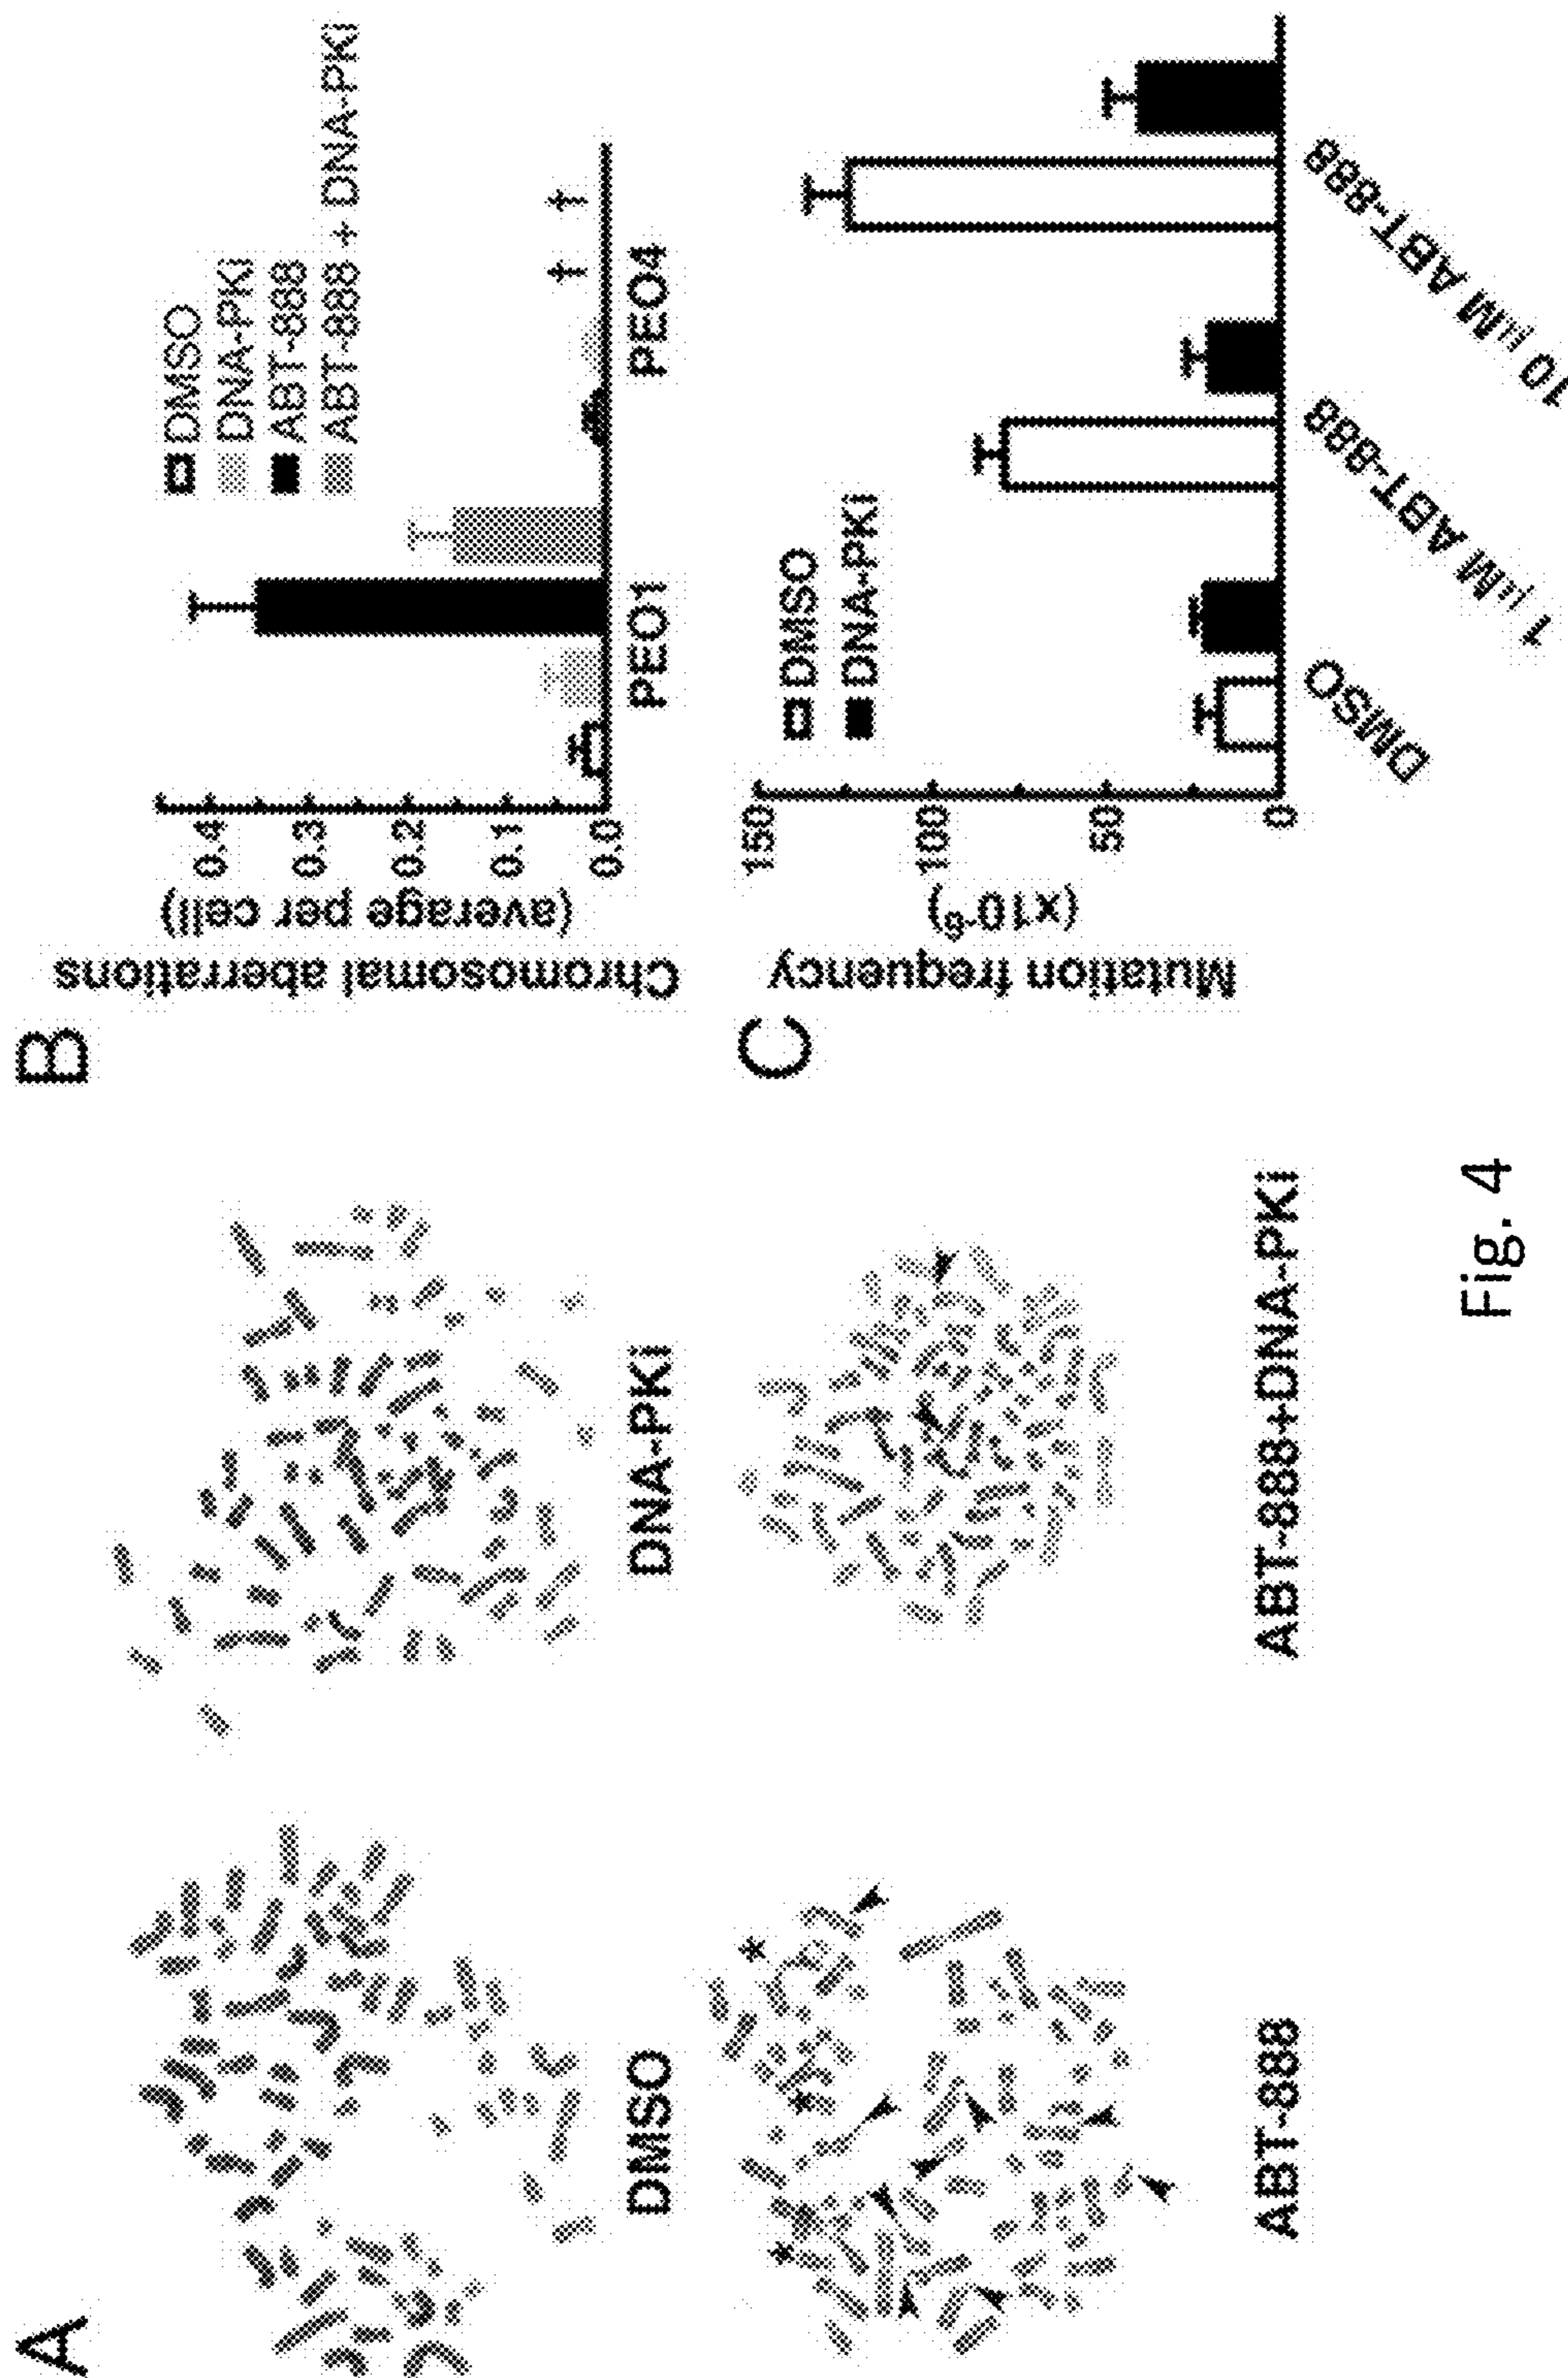 A
DMSO
DNA-PKi
ABT-888
ABT-888+DNA-PKi
B
Chromosomal aberrations
(average per cell)
0.4
0.3
0.2
0.1
0.0
DMSO
DNA-PKi
ABT-888
ABT-888 + DNA-PKi
† †
PEO1
PEO4
C
Mutation frequency
(x10-6)
150
100
50
0
DMSO
DNA-PKi
DMSO
1 µM ABT-888
10 µM ABT-888
* * *
Fig. 4